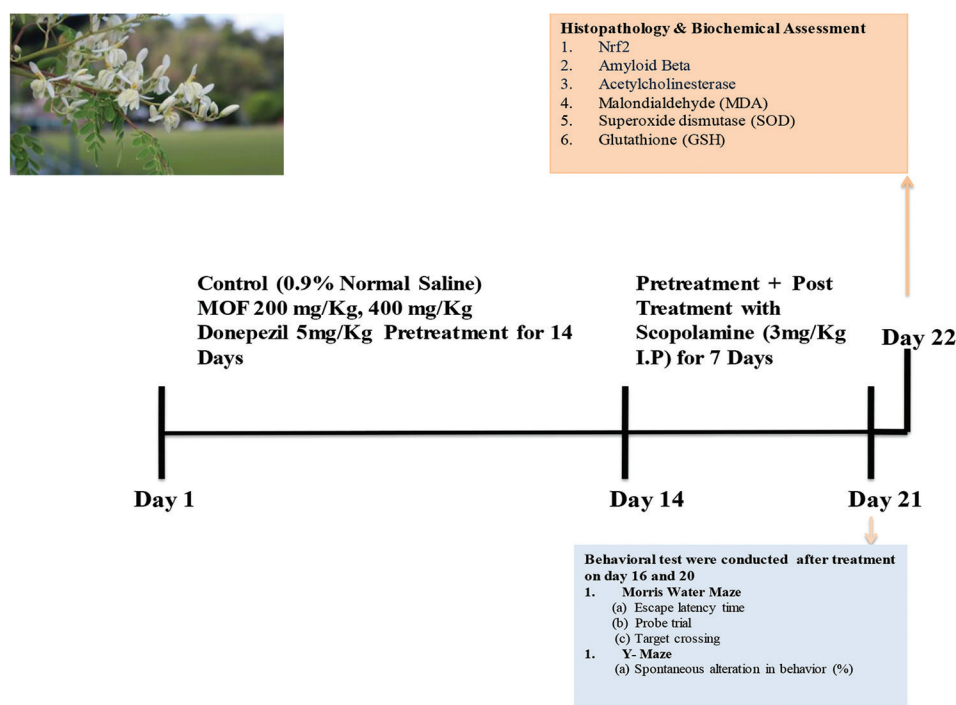 Histopathology & Biochemical Assessment
1. Nrf2
2. Amyloid Beta
3. Acetylcholinesterase
4. Malondialdehyde (MDA)
5. Superoxide dismutase (SOD)
6. Glutathione (GSH)
Control (0.9% Normal Saline)
MOF 200 mg/Kg, 400 mg/Kg
Donepezil 5mg/Kg Pretreatment for 14
Days
Pretreatment + Post
Treatment with
Scopolamine (3mg/Kg
I.P) for 7 Days
Day 22
Day 1
Day 14
Day 21
Behavioral test were conducted after treatment
on day 16 and 20
1. Morris Water Maze
(a) Escape latency time
(b) Probe trial
(c) Target crossing
1. Y- Maze
(a) Spontaneous alteration in behavior (%)